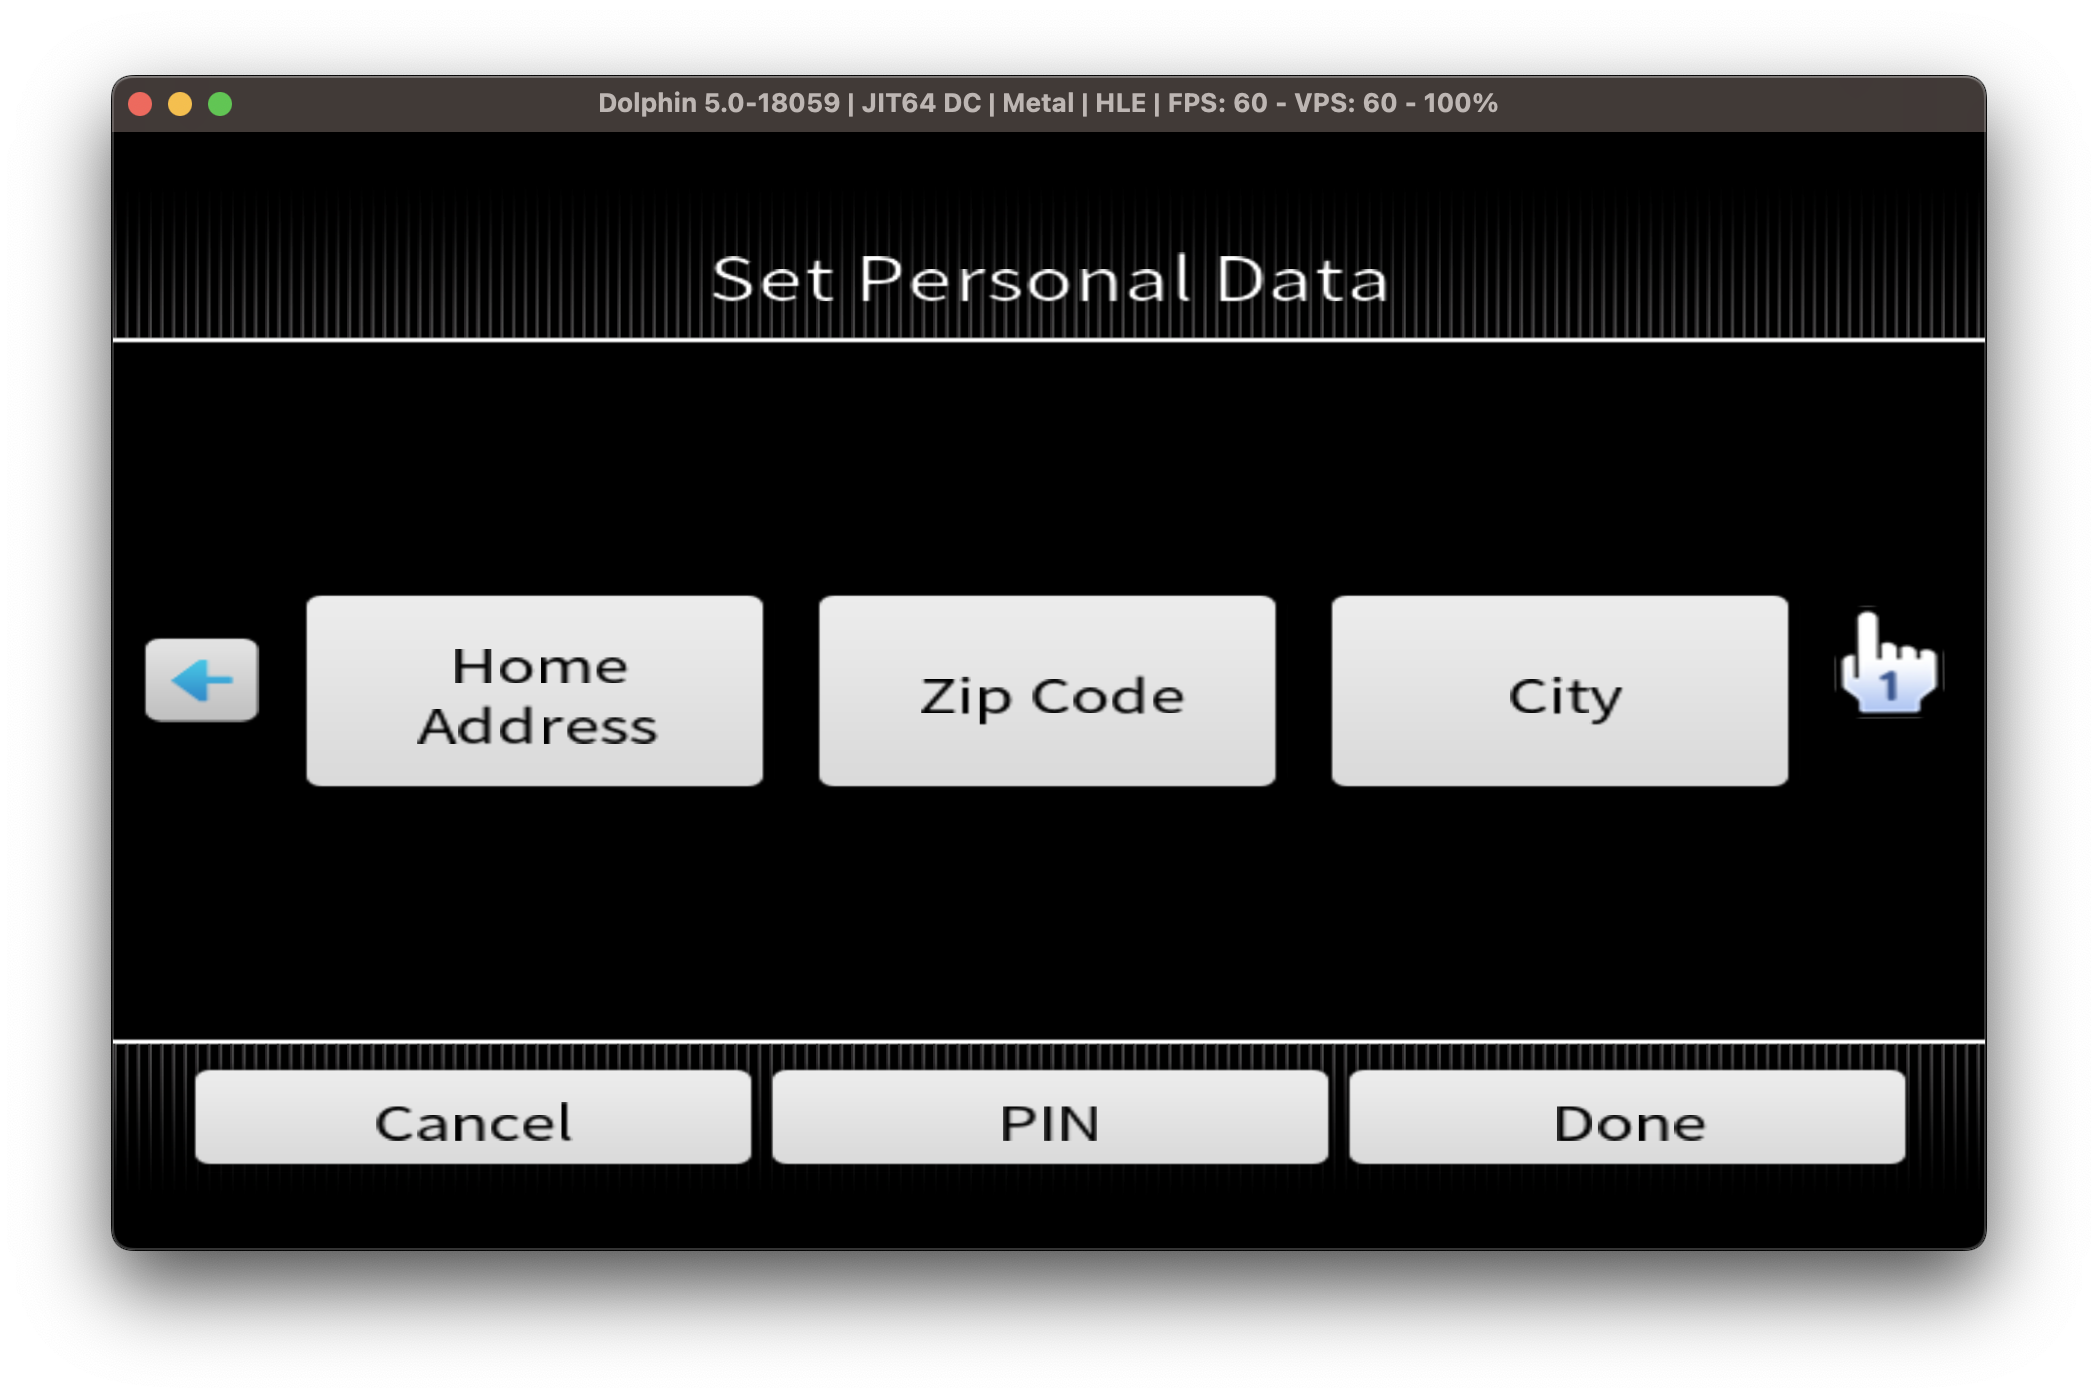 Dolphin 5.0-18059 | JIT64 DC | Metal | HLE | FPS: 60 - VPS: 60 - 100%
Set Personal Data
Home
Address
Zip Code
City
1
Cancel
PIN
Done